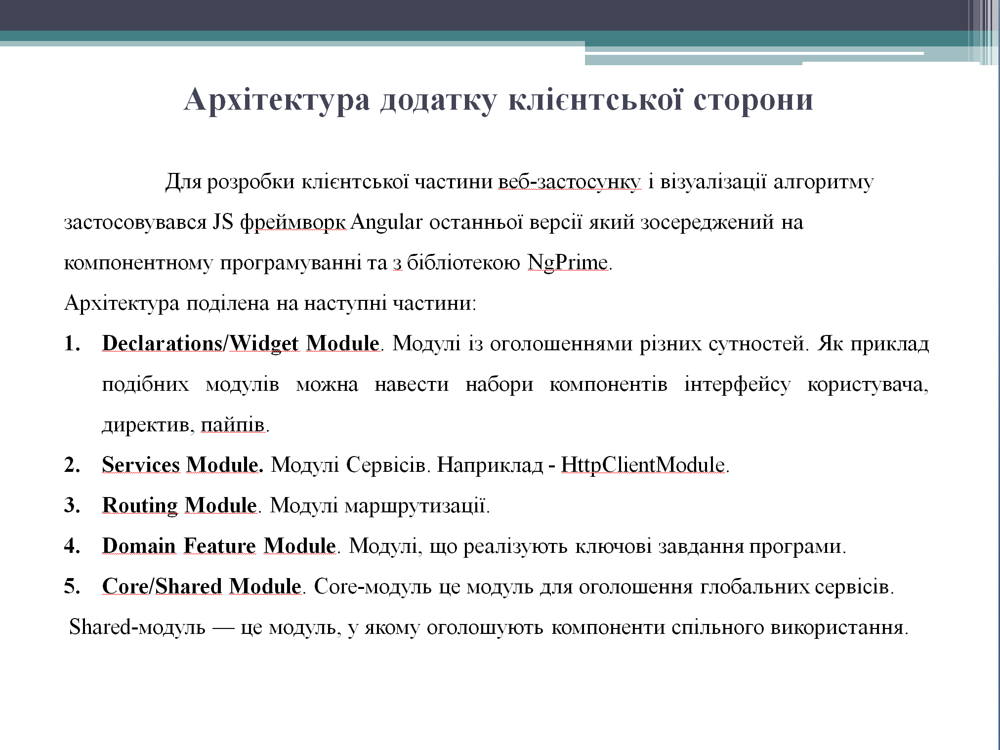 Архітектура додатку клієнтської сторони
Для розробки клієнтської частини веб-застосунку і візуалізації алгоритму
застосовувався JS фреймворк Angular останньої версії який зосереджений на
компонентному програмуванні та з бібліотекою NgPrime.
Архітектура поділена на наступні частини:
1. Declarations/Widget Module. Модулі із оголошеннями різних сутностей. Як приклад
подібних модулів можна навести набори компонентів інтерфейсу користувача,
директив, пайпів.
2. Services Module. Модулі Сервісів. Наприклад - HttpClientModule.
3. Routing Module. Модулі маршрутизації.
4. Domain Feature Module. Модулі, що реалізують ключові завдання програми.
5. Core/Shared Module. Core-модуль це модуль для оголошення глобальних сервісів.
Shared-модуль — це модуль, у якому оголошують компоненти спільного використання.